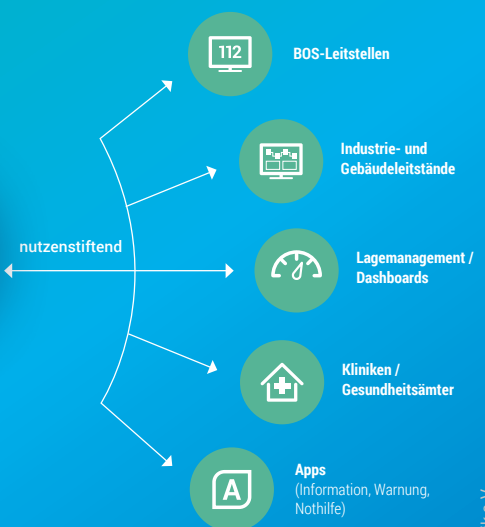 112
BOS-Leitstellen
Industrie- und
Gebäudeleitstände
nutzenstiftend
Lagemanagement /
Dashboards
Kliniken /
Gesundheitsämter
A
Apps
(Information, Warnung,
Nothilfe)